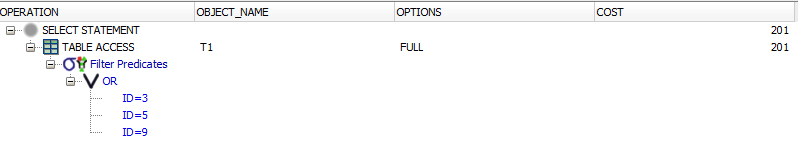 OPERATION OBJECT_NAME OPTIONS COST
SELECT STATEMENT 201
TABLE ACCESS T1 FULL 201
Filter Predicates
OR
ID=3
ID=5
ID=9